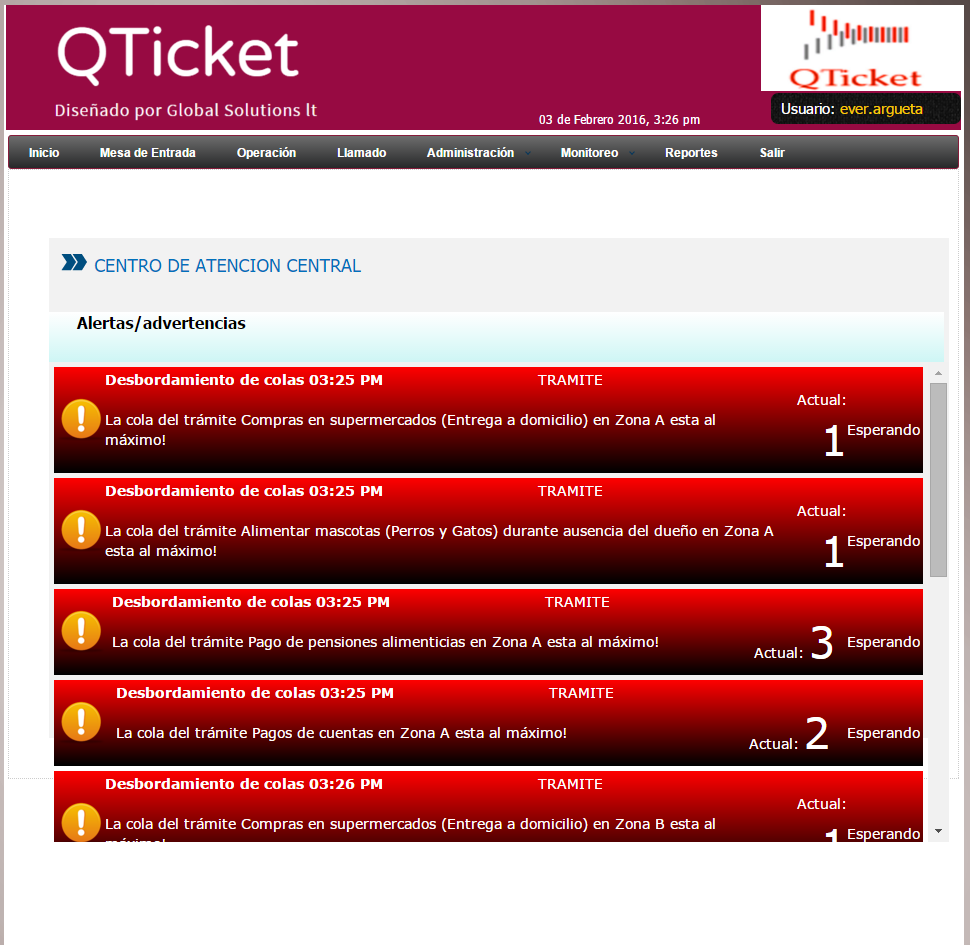 QTicket
Diseñado por Global Solutions lt
03 de Febrero 2016, 3:26 pm
QTicket
Usuario: ever.argueta
Inicio Mesa de Entrada Operación Llamado Administración Monitoreo Reportes Salir
CENTRO DE ATENCION CENTRAL
Alertas/advertencias
Desbordamiento de colas 03:25 PM TRAMITE
La cola del trámite Compras en supermercados (Entrega a domicilio) en Zona A esta al
máximo!
Actual:
1 Esperando
Desbordamiento de colas 03:25 PM TRAMITE
La cola del trámite Alimentar mascotas (Perros y Gatos) durante ausencia del dueño en Zona A
esta al máximo!
Actual:
1 Esperando
Desbordamiento de colas 03:25 PM TRAMITE
La cola del trámite Pago de pensiones alimenticias en Zona A esta al máximo!
Actual: 3 Esperando
Desbordamiento de colas 03:25 PM TRAMITE
La cola del trámite Pagos de cuentas en Zona A esta al máximo!
Actual: 2 Esperando
Desbordamiento de colas 03:26 PM TRAMITE
La cola del trámite Compras en supermercados (Entrega a domicilio) en Zona B esta al
máximo!
Actual:
1 Esperando